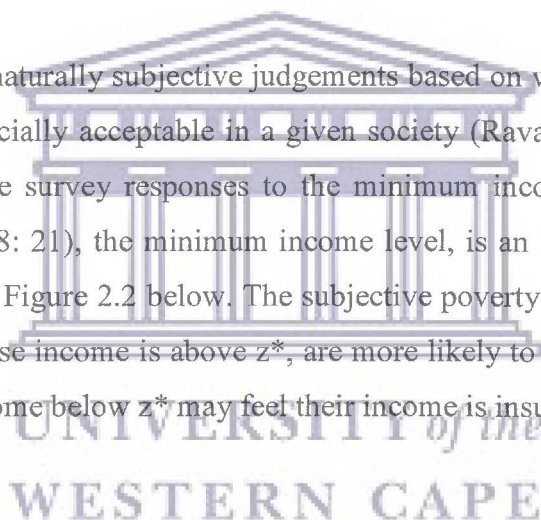 naturally subjective judgements based on
cially acceptable in a given society (Rava
e survey responses to the minimum inco
8: 21), the minimum income level, is an
Figure 2.2 below. The subjective poverty
se income is above z*, are more likely to
ome below z* may feel their income is insu
UNIVERSITY of the
WESTERN CAPE